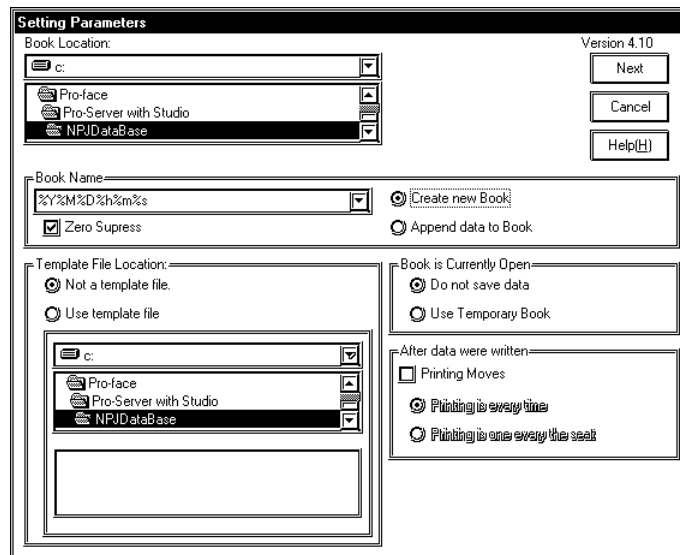 Setting Parameters
Book Location:
Version 4.10
c:
Next
Pro-face
Pro-Server with Studio
NPJDataBase
Cancel
Help(H)
Book Name
%Y%M%D%h%m%s
Create new Book
Zero Supress
Append data to Book
Template File Location:
Not a template file.
Use template file
c:
Pro-face
Pro-Server with Studio
NPJDataBase
Book is Currently Open
Do not save data
Use Temporary Book
After data were written
Printing Moves
Printing is every time
Printing is one every the seat